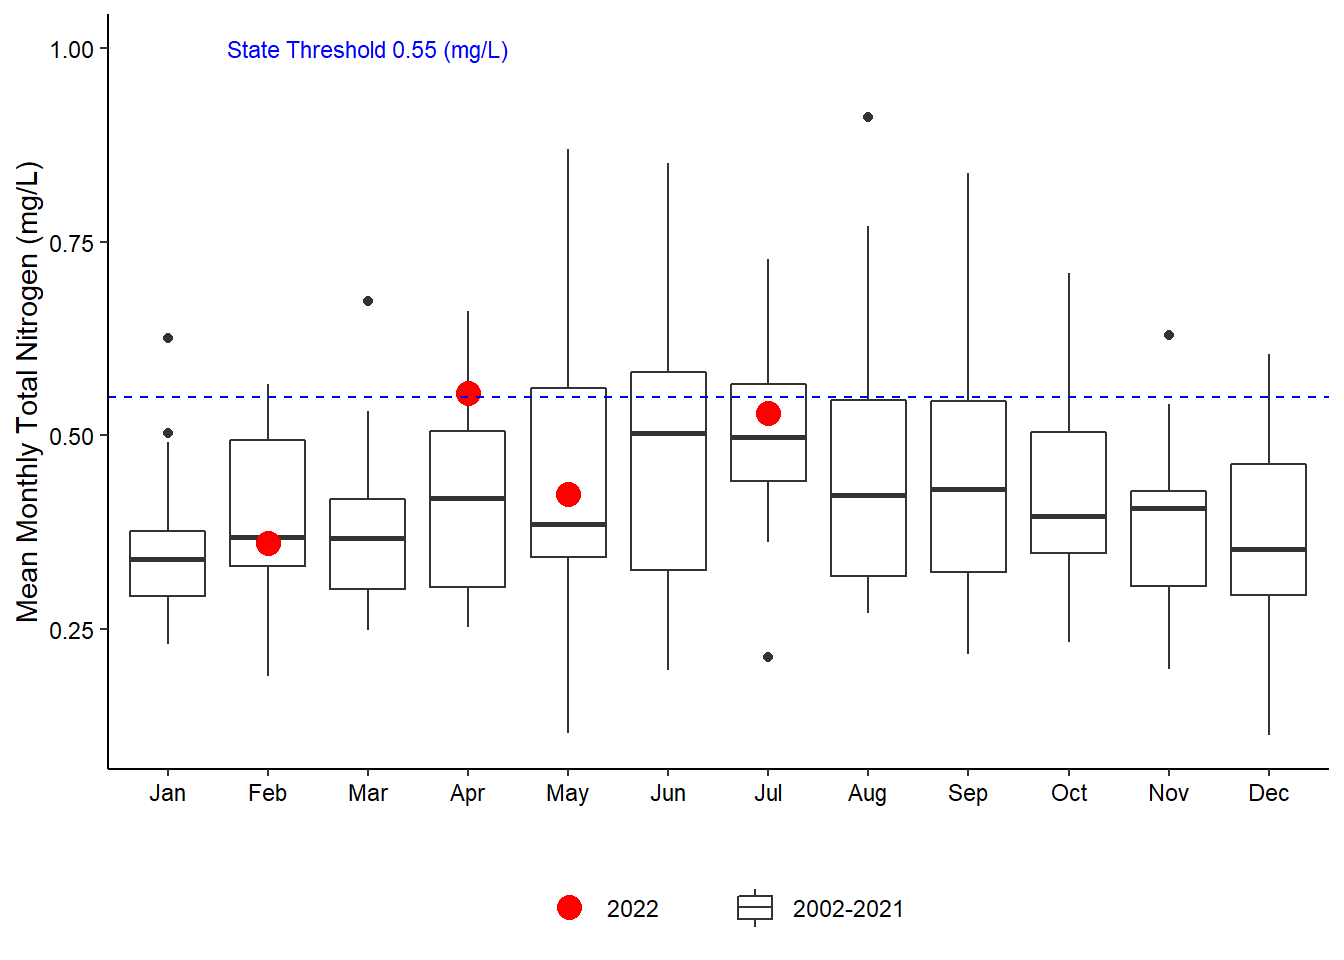 State Threshold 0.55 (mg/L)
Mean Monthly Total Nitrogen (mg/L)
1.00
0.75
0.50
0.25
Jan Feb Mar Apr May Jun Jul Aug Sep Oct Nov Dec
2022 2002-2021